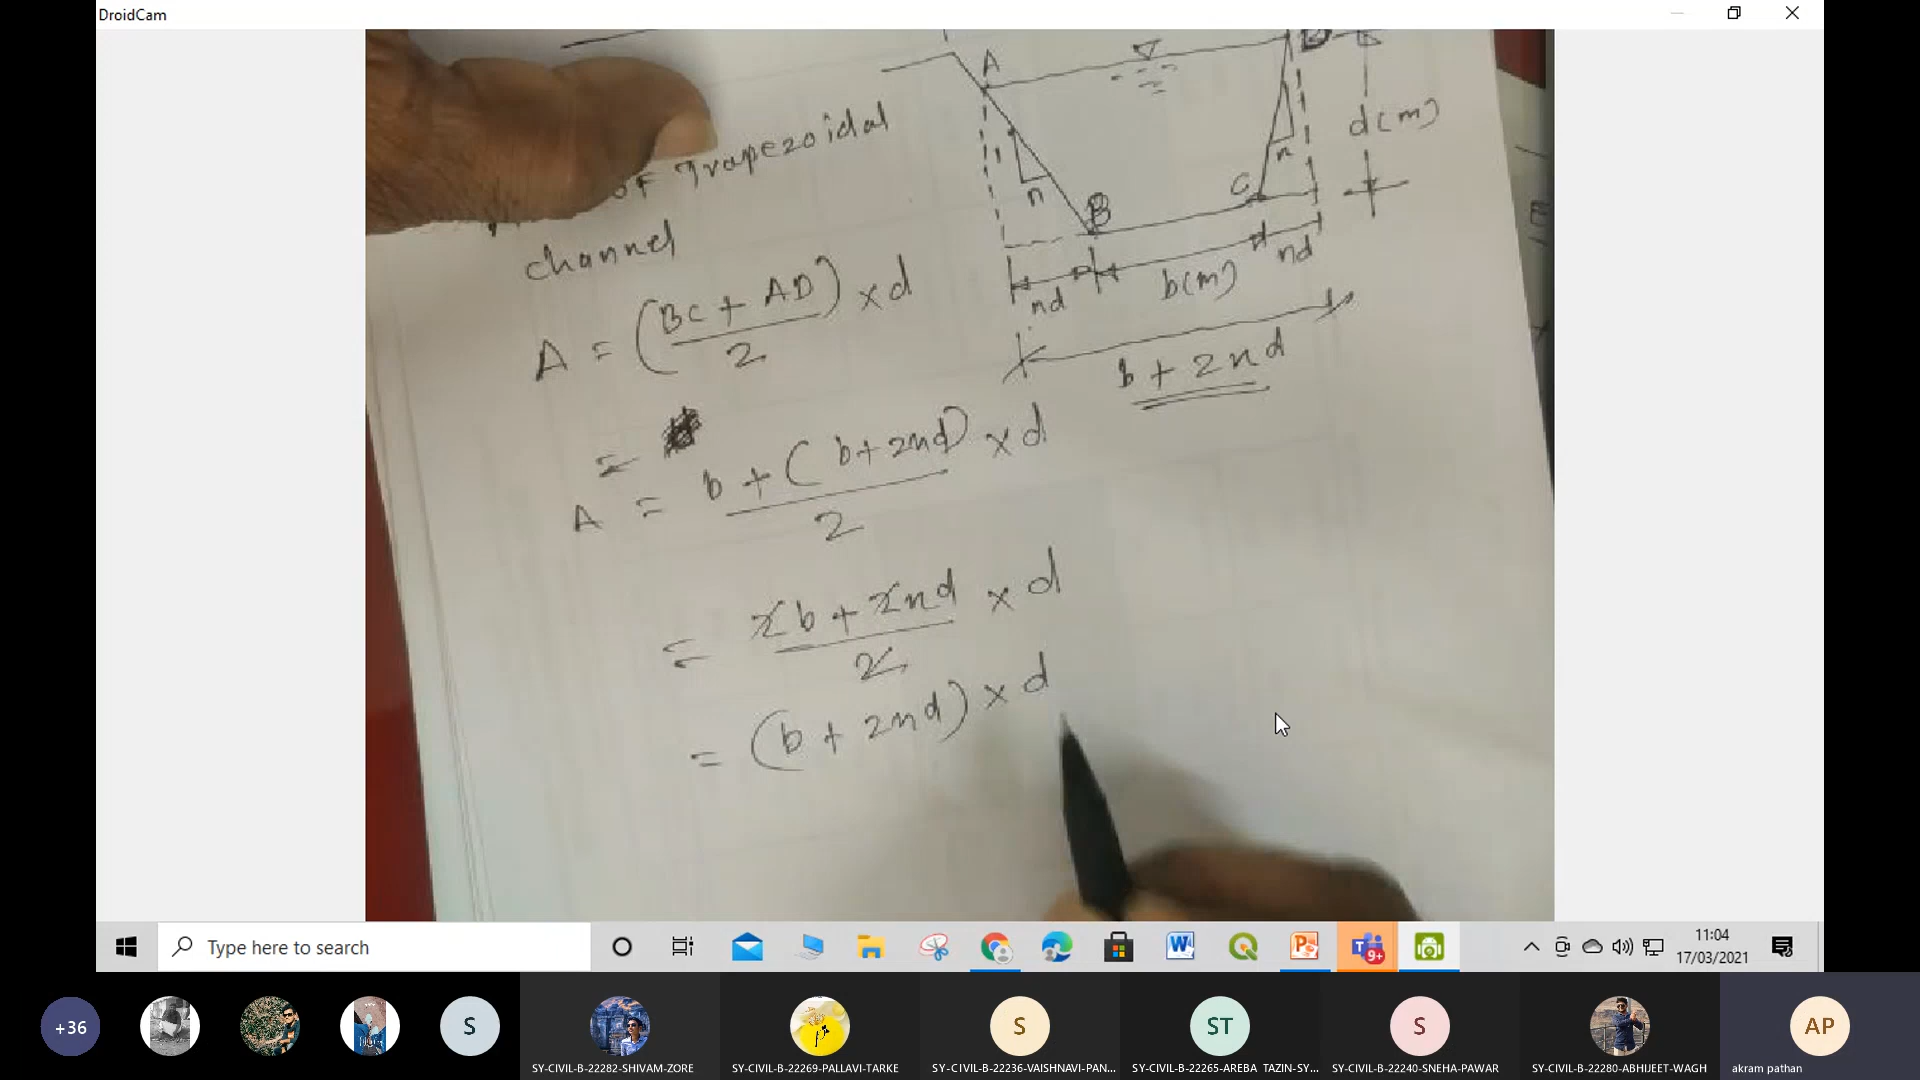 DroidCam
A
d(m)
OF Trapezoidal
n
n
B
C
channel
nd
b(m)
nd
A = (BC + AD / 2) x d
b + 2nd
=
A = b + (b+2nd) / 2 x d
= 2b + 2nd / 2 x d
= (b + 2nd) x d
Type here to search
9+
11:04
17/03/2021
+36
S
S
ST
S
AP
SY-CIVIL-B-22282-SHIVAM-ZORE
SY-CIVIL-B-22269-PALLAVI-TARKE
SY-CIVIL-B-22236-VAISHNAVI-PAN...
SY-CIVIL-B-22265-AREBA TAZIN-SY...
SY-CIVIL-B-22240-SNEHA-PAWAR
SY-CIVIL-B-22280-ABHIJEET-WAGH
akram pathan